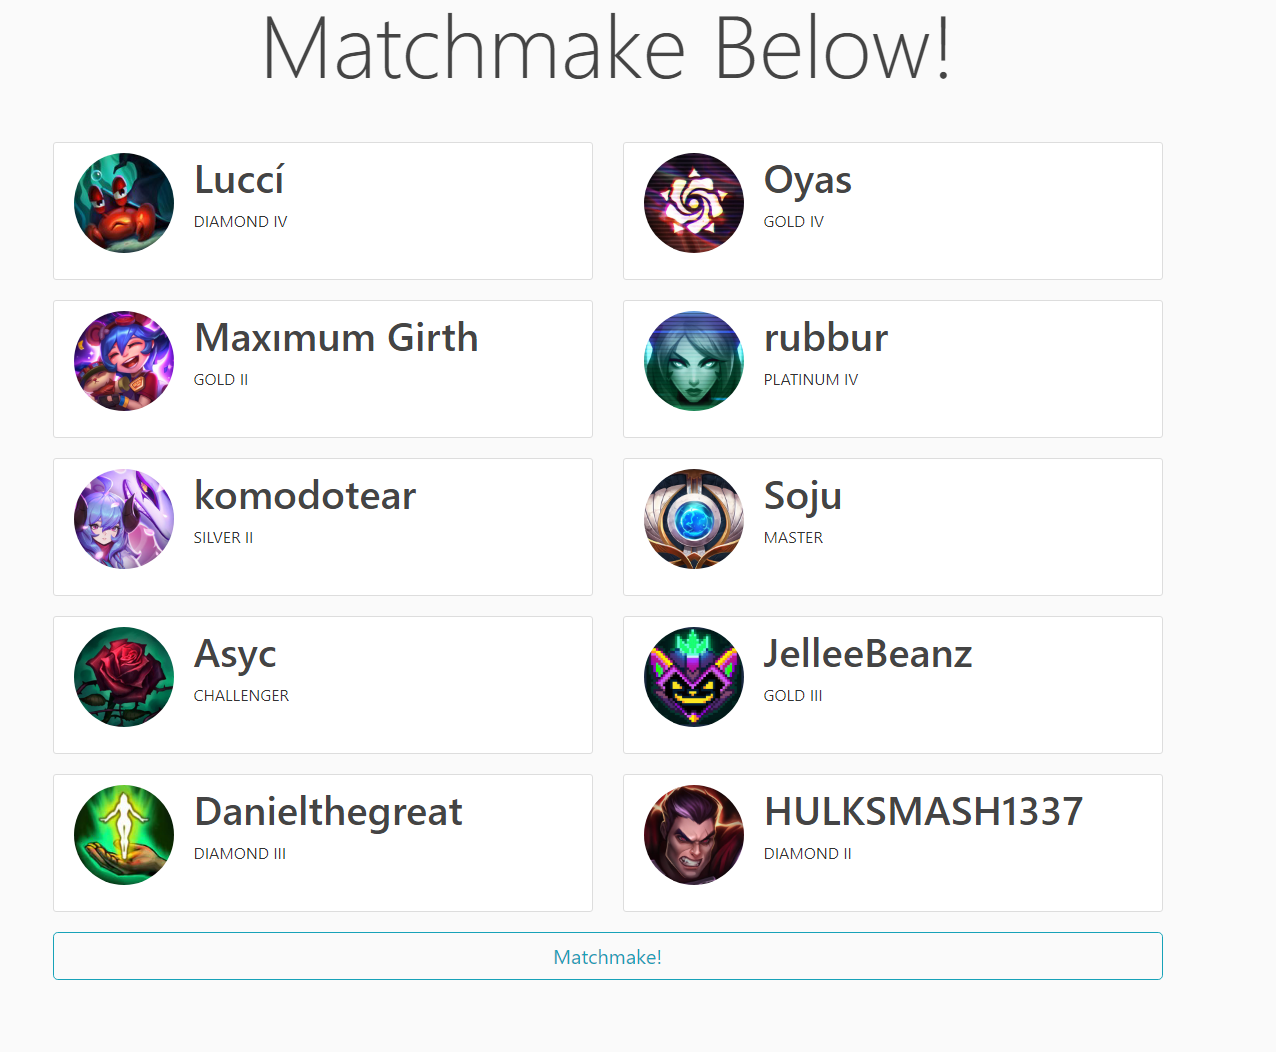 Matchmake Below!
Luccí
DIAMOND IV
Oyas
GOLD IV
Maxımum Girth
GOLD II
rubbur
PLATINUM IV
komodotear
SILVER II
Soju
MASTER
Asyc
CHALLENGER
JelleeBeanz
GOLD III
Danielthegreat
DIAMOND III
HULKSMASH1337
DIAMOND II
Matchmake!